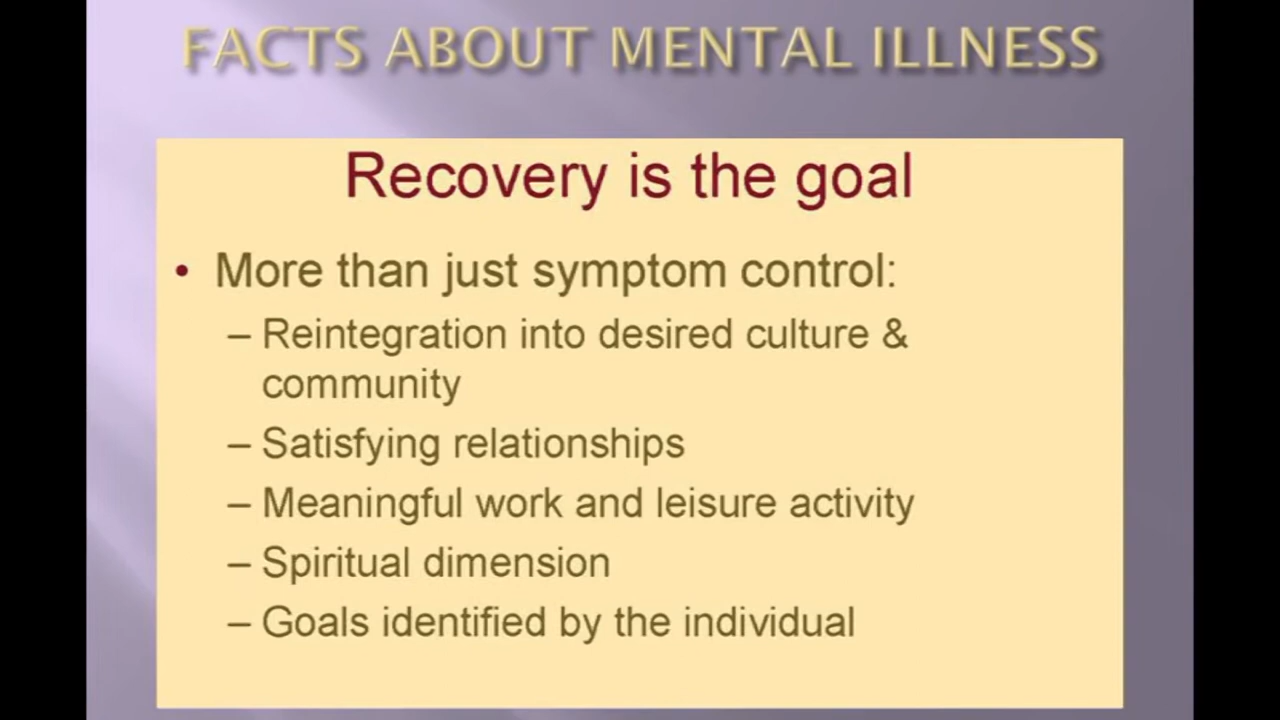 FACTS ABOUT MENTAL ILLNESS
Recovery is the goal
• More than just symptom control:
– Reintegration into desired culture &
community
– Satisfying relationships
– Meaningful work and leisure activity
– Spiritual dimension
– Goals identified by the individual